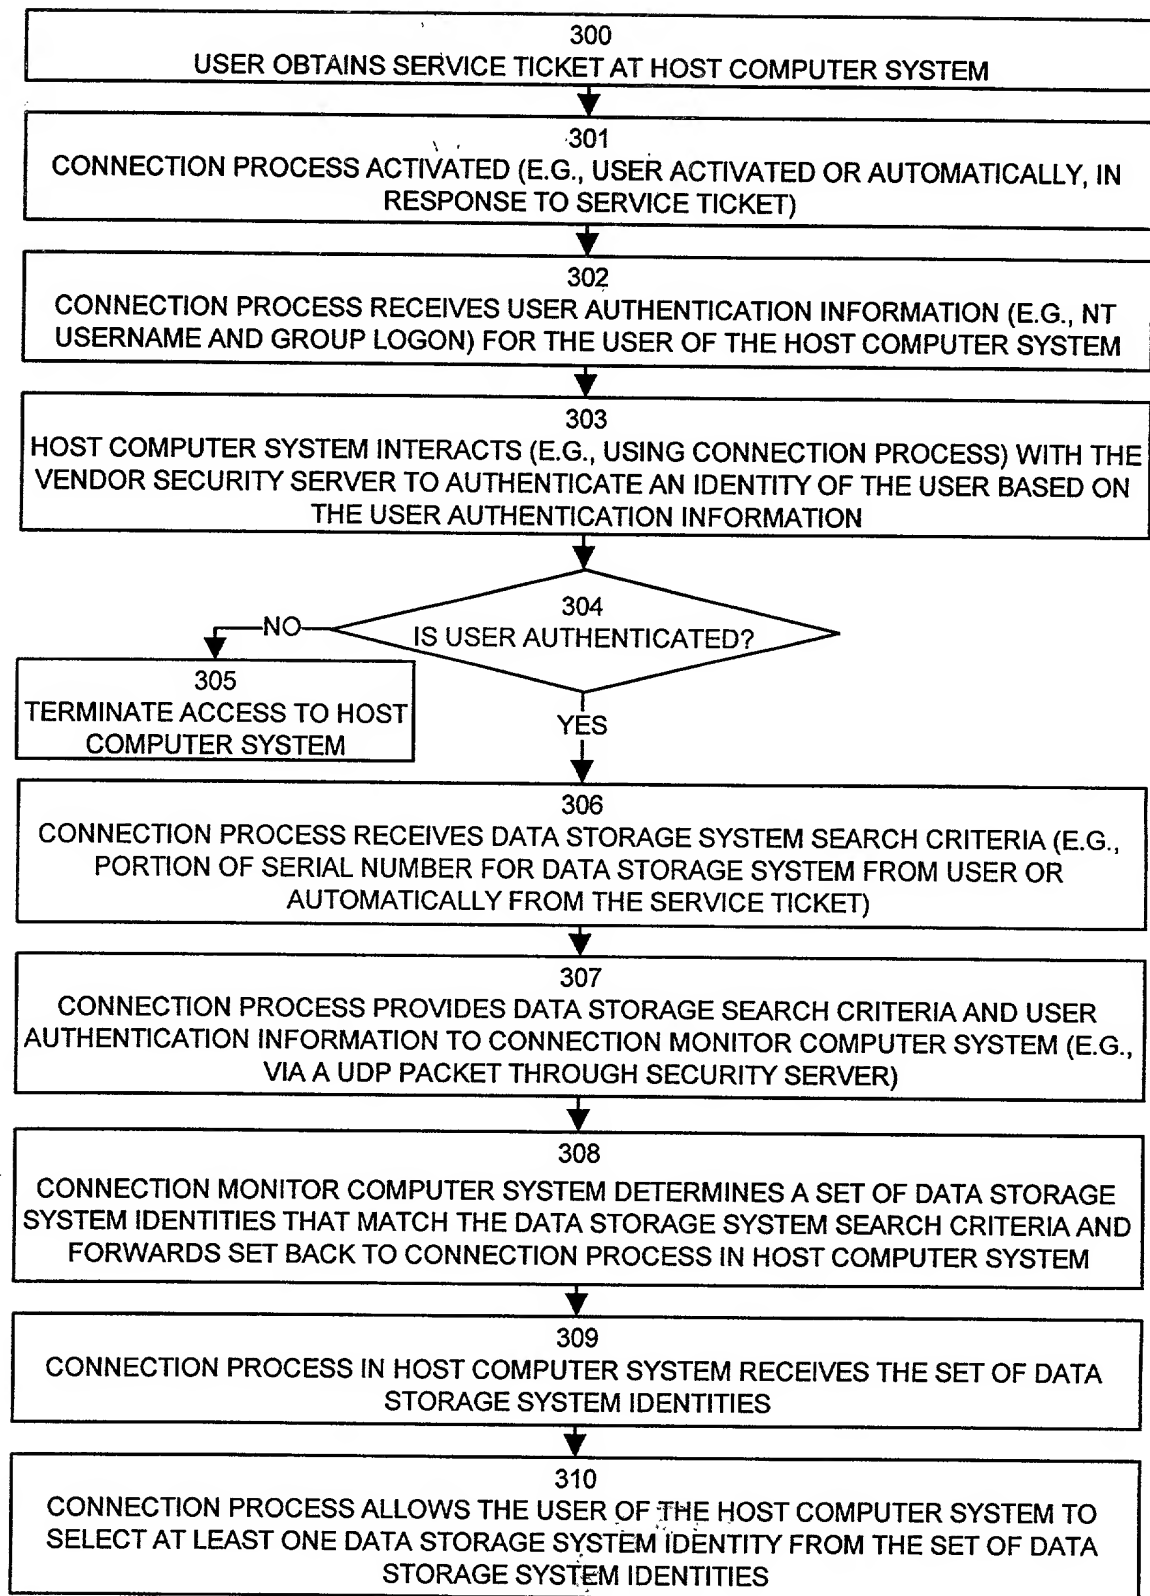 300
USER OBTAINS SERVICE TICKET AT HOST COMPUTER SYSTEM
301
CONNECTION PROCESS ACTIVATED (E.G., USER ACTIVATED OR AUTOMATICALLY, IN
RESPONSE TO SERVICE TICKET)
302
CONNECTION PROCESS RECEIVES USER AUTHENTICATION INFORMATION (E.G., NT
USERNAME AND GROUP LOGON) FOR THE USER OF THE HOST COMPUTER SYSTEM
303
HOST COMPUTER SYSTEM INTERACTS (E.G., USING CONNECTION PROCESS) WITH THE
VENDOR SECURITY SERVER TO AUTHENTICATE AN IDENTITY OF THE USER BASED ON
THE USER AUTHENTICATION INFORMATION
304
IS USER AUTHENTICATED?
NO
305
TERMINATE ACCESS TO HOST
COMPUTER SYSTEM
YES
306
CONNECTION PROCESS RECEIVES DATA STORAGE SYSTEM SEARCH CRITERIA (E.G.,
PORTION OF SERIAL NUMBER FOR DATA STORAGE SYSTEM FROM USER OR
AUTOMATICALLY FROM THE SERVICE TICKET)
307
CONNECTION PROCESS PROVIDES DATA STORAGE SEARCH CRITERIA AND USER
AUTHENTICATION INFORMATION TO CONNECTION MONITOR COMPUTER SYSTEM (E.G.,
VIA A UDP PACKET THROUGH SECURITY SERVER)
308
CONNECTION MONITOR COMPUTER SYSTEM DETERMINES A SET OF DATA STORAGE
SYSTEM IDENTITIES THAT MATCH THE DATA STORAGE SYSTEM SEARCH CRITERIA AND
FORWARDS SET BACK TO CONNECTION PROCESS IN HOST COMPUTER SYSTEM
309
CONNECTION PROCESS IN HOST COMPUTER SYSTEM RECEIVES THE SET OF DATA
STORAGE SYSTEM IDENTITIES
310
CONNECTION PROCESS ALLOWS THE USER OF THE HOST COMPUTER SYSTEM TO
SELECT AT LEAST ONE DATA STORAGE SYSTEM IDENTITY FROM THE SET OF DATA
STORAGE SYSTEM IDENTITIES